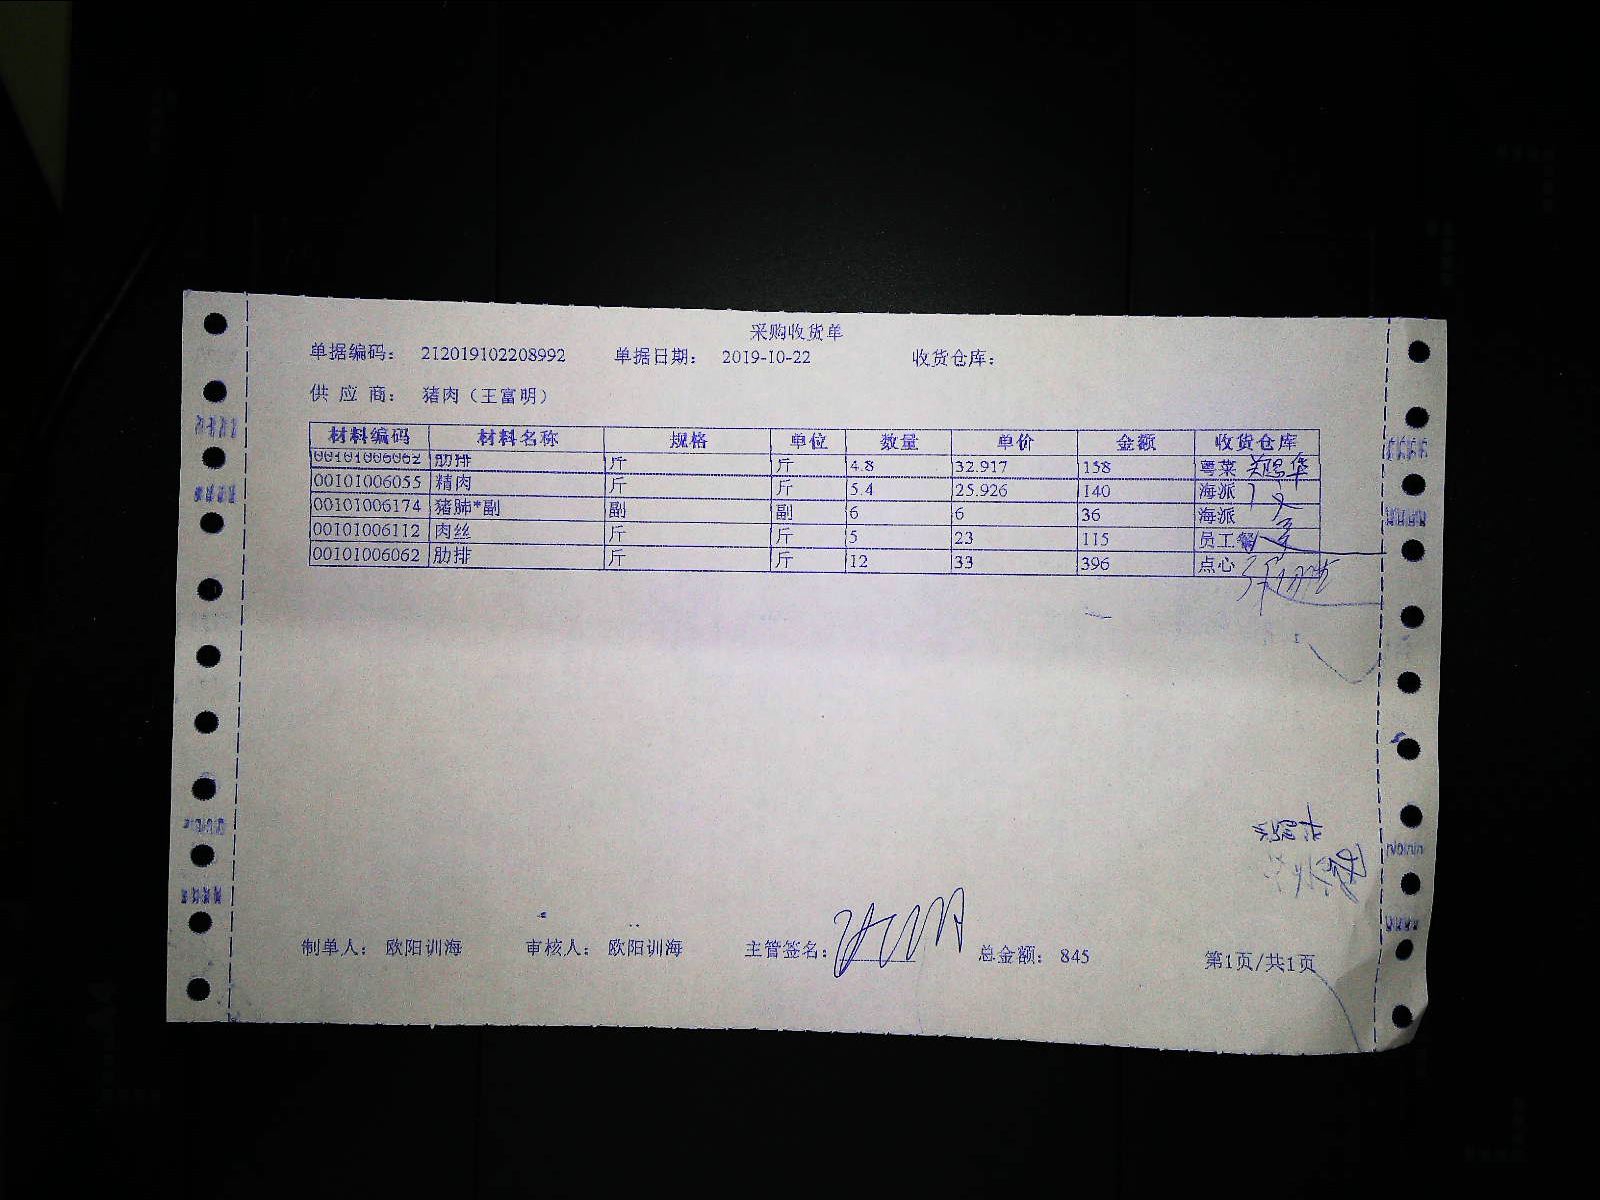 采购收货单
单据编码： 212019102208992 单据日期： 2019-10-22 收货仓库：
供 应 商： 猪肉（王富明）
材料编码 材料名称 规格 单位 数量 单价 金额 收货仓库
00101006062 肋排 斤 斤 4.8 32.917 158 粤菜
00101006055 精肉 斤 斤 5.4 25.926 140 海派
00101006174 猪肺*副 副 副 6 6 36 海派
00101006112 肉丝 斤 斤 5 23 115 员工餐
00101006062 肋排 斤 斤 12 33 396 点心
制单人： 欧阳训海 审核人： 欧阳训海 主管签名： 总金额： 845 第1页/共1页